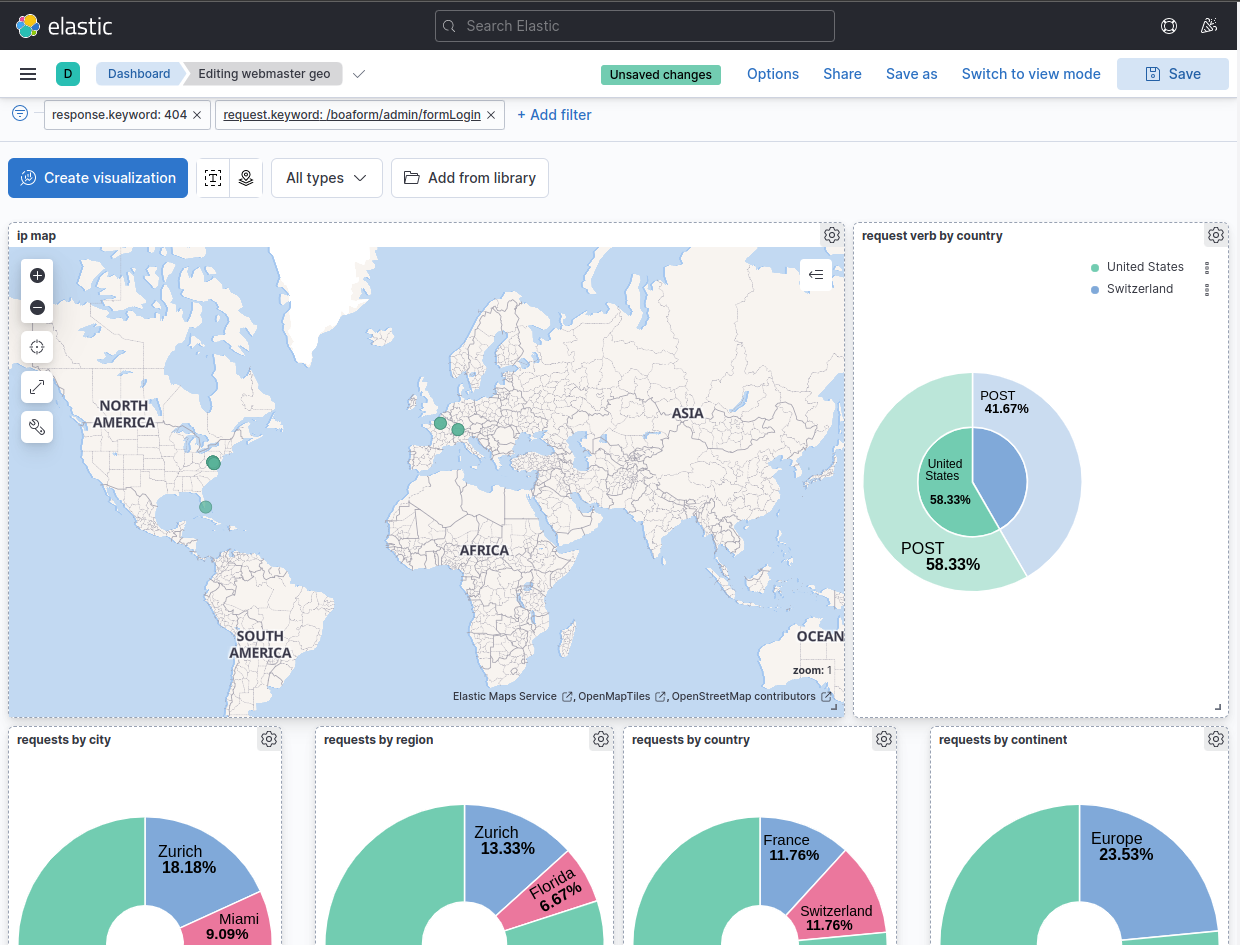 elastic
Search Elastic
D
Dashboard
Editing webmaster geo
Unsaved changes
Options
Share
Save as
Switch to view mode
Save
response.keyword: 404 ×
request.keyword: /boaform/admin/formLogin ×
+ Add filter
Create visualization
All types
Add from library
ip map
NORTH
AMERICA
ASIA
AFRICA
SOUTH
AMERICA
OCEAN
zoom: 1
Elastic Maps Service , OpenMapTiles , OpenStreetMap contributors
request verb by country
United States
Switzerland
POST
41.67%
United
States
58.33%
POST
58.33%
requests by city
Zurich
18.18%
Miami
9.09%
requests by region
Zurich
13.33%
Florida
6.67%
requests by country
France
11.76%
Switzerland
11.76%
requests by continent
Europe
23.53%